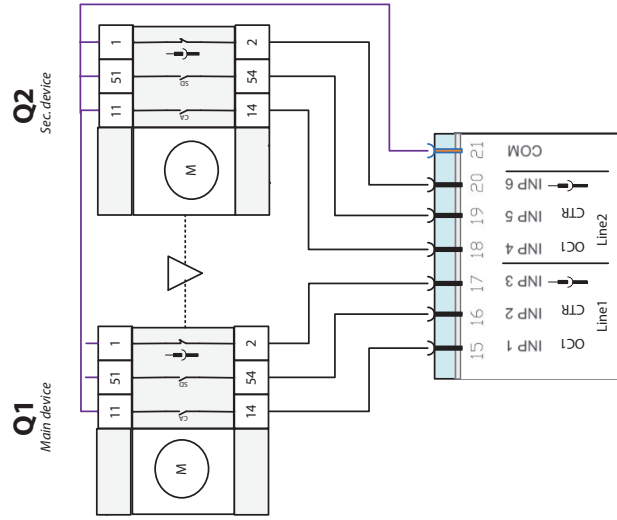 Q1 Q2
Main device Sec. device
11 51 1 11 51 1
M CA SD M CA SD
14 54 2 14 54 2
15 16 17 18 19 20 21
INP 1 INP 2 INP 3 INP 4 INP 5 INP 6 COM
OC1 CTR OC1 CTR
Line1 Line2